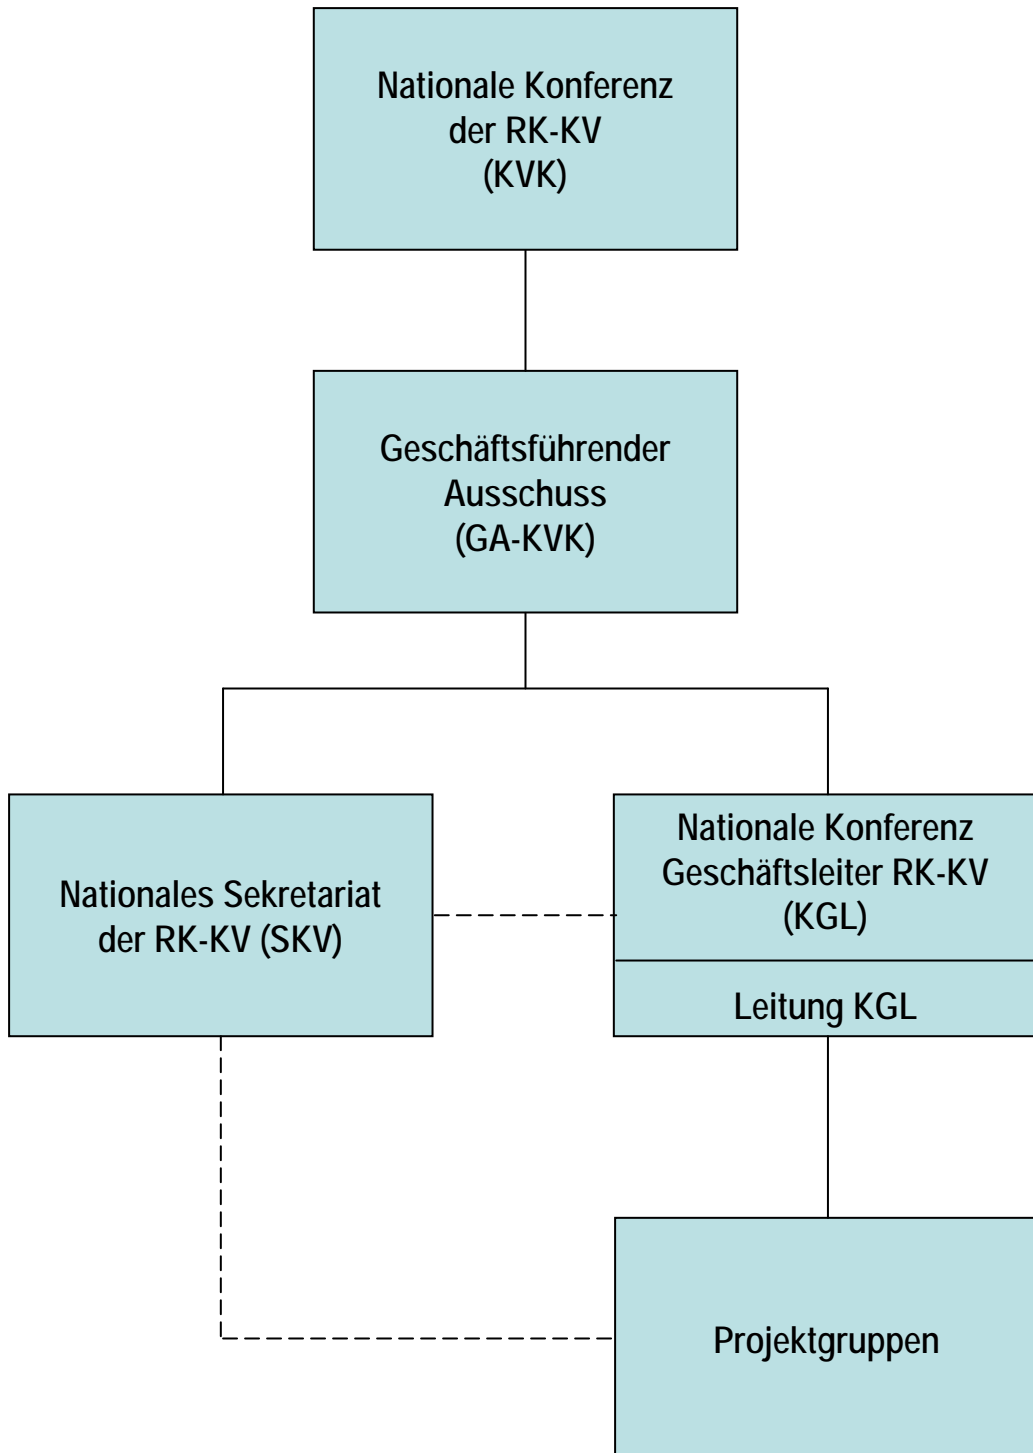 Nationale Konferenz
der RK-KV
(KVK)
Geschäftsführender
Ausschuss
(GA-KVK)
Nationales Sekretariat
der RK-KV (SKV)
Nationale Konferenz
Geschäftsleiter RK-KV
(KGL)
Leitung KGL
Projektgruppen